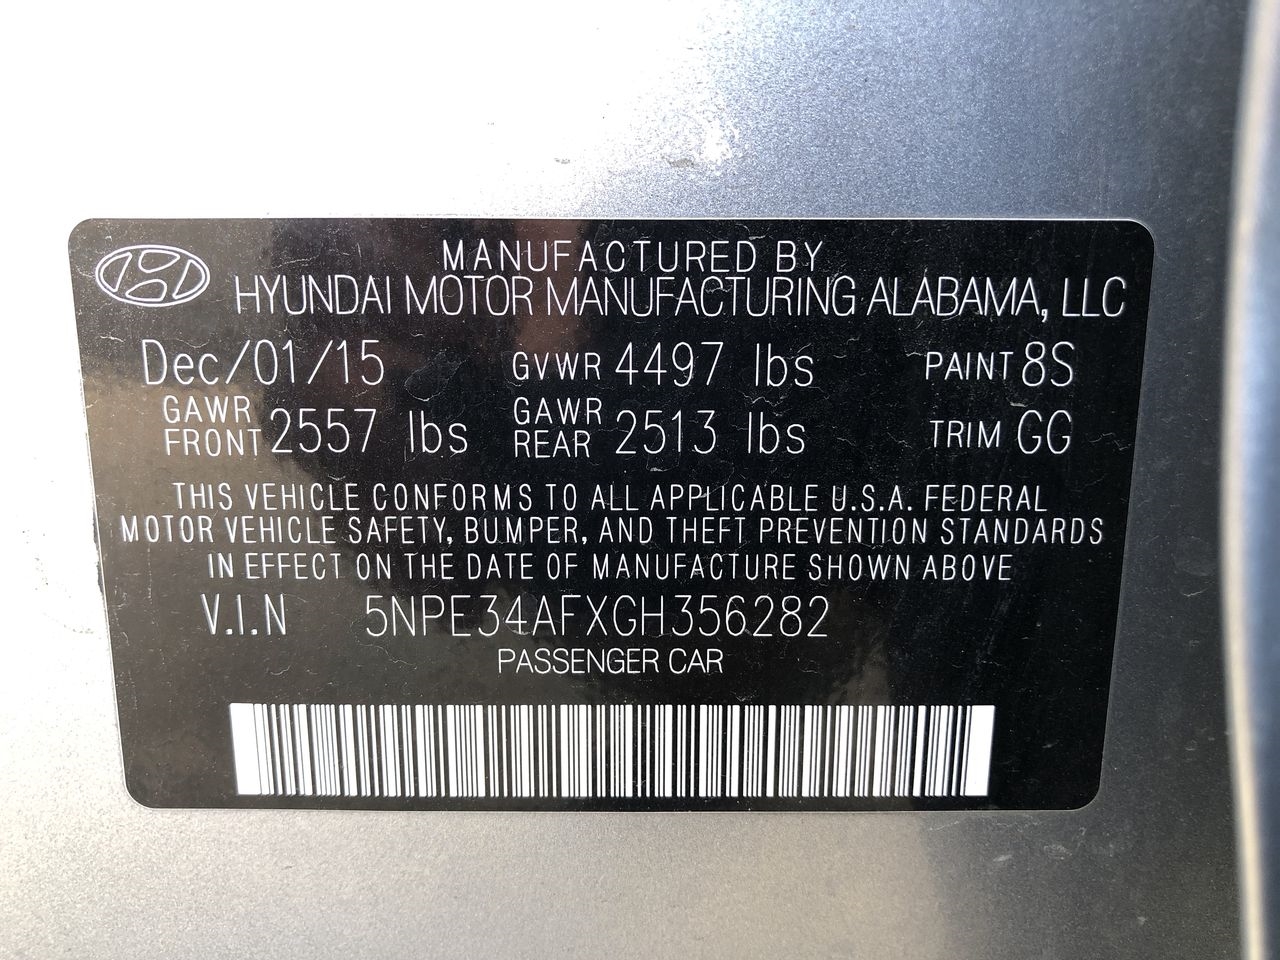 MANUFACTURED BY
HYUNDAI MOTOR MANUFACTURING ALABAMA, LLC
Dec/01/15 GVWR 4497 lbs PAINT 8S
GAWR FRONT 2557 lbs GAWR REAR 2513 lbs TRIM GG
THIS VEHICLE CONFORMS TO ALL APPLICABLE U.S.A. FEDERAL
MOTOR VEHICLE SAFETY, BUMPER, AND THEFT PREVENTION STANDARDS
IN EFFECT ON THE DATE OF MANUFACTURE SHOWN ABOVE
V.I.N 5NPE34AFXGH356282
PASSENGER CAR